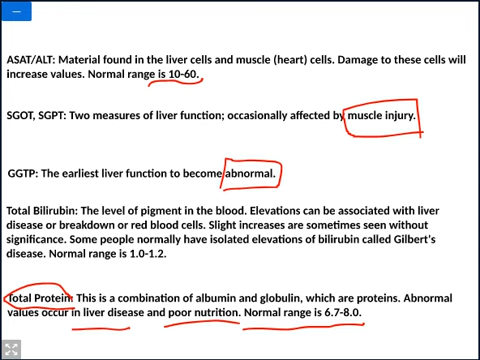 ASAT/ALT: Material found in the liver cells and muscle (heart) cells. Damage to these cells will
increase values. Normal range is 10-60.
SGOT, SGPT: Two measures of liver function; occasionally affected by muscle injury.
GGTP: The earliest liver function to become abnormal.
Total Bilirubin: The level of pigment in the blood. Elevations can be associated with liver
disease or breakdown or red blood cells. Slight increases are sometimes seen without
significance. Some people normally have isolated elevations of bilirubin called Gilbert's
disease. Normal range is 1.0-1.2.
Total Protein: This is a combination of albumin and globulin, which are proteins. Abnormal
values occur in liver disease and poor nutrition. Normal range is 6.7-8.0.